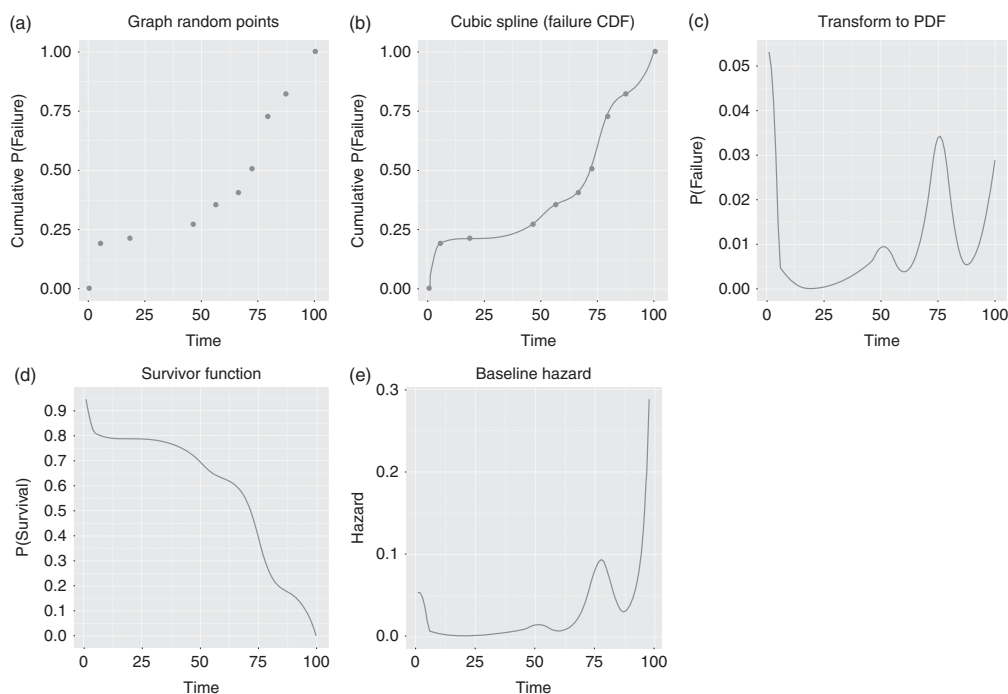 (a)
Graph random points
1.00
0.75
0.50
0.25
0.00
Cumulative P(Failure)
0 25 50 75 100
Time
(b)
Cubic spline (failure CDF)
1.00
0.75
0.50
0.25
0.00
Cumulative P(Failure)
0 25 50 75 100
Time
(c)
Transform to PDF
0.05
0.04
0.03
0.02
0.01
0.00
P(Failure)
0 25 50 75 100
Time
(d)
Survivor function
0.9
0.8
0.7
0.6
0.5
0.4
0.3
0.2
0.1
0.0
P(Survival)
0 25 50 75 100
Time
(e)
Baseline hazard
0.3
0.2
0.1
0.0
Hazard
0 25 50 75 100
Time